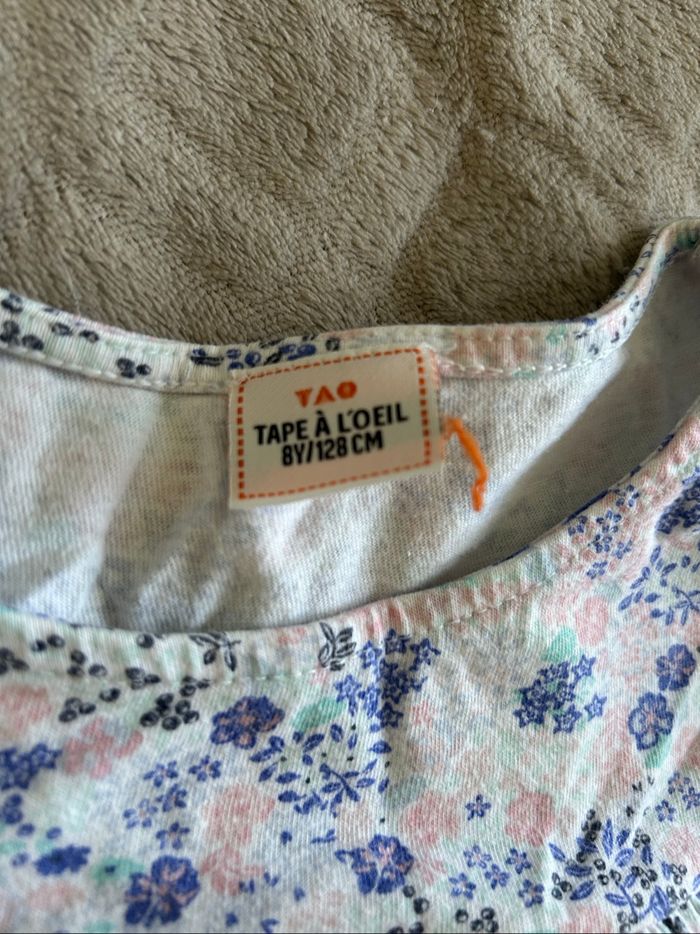 TAO
TAPE À L'OEIL
8Y/128 CM